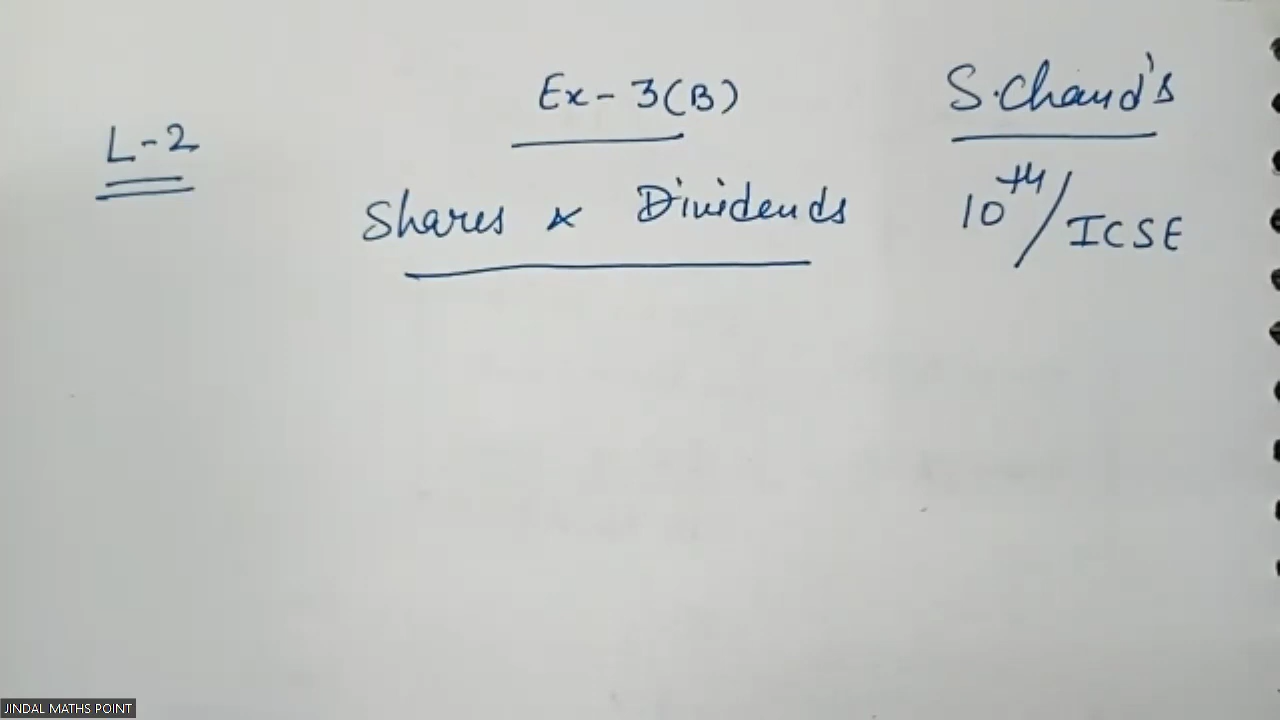 L-2
Ex-3(B)
Shares & Dividends
S.Chand's
10th/ICSE
JINDAL MATHS POINT